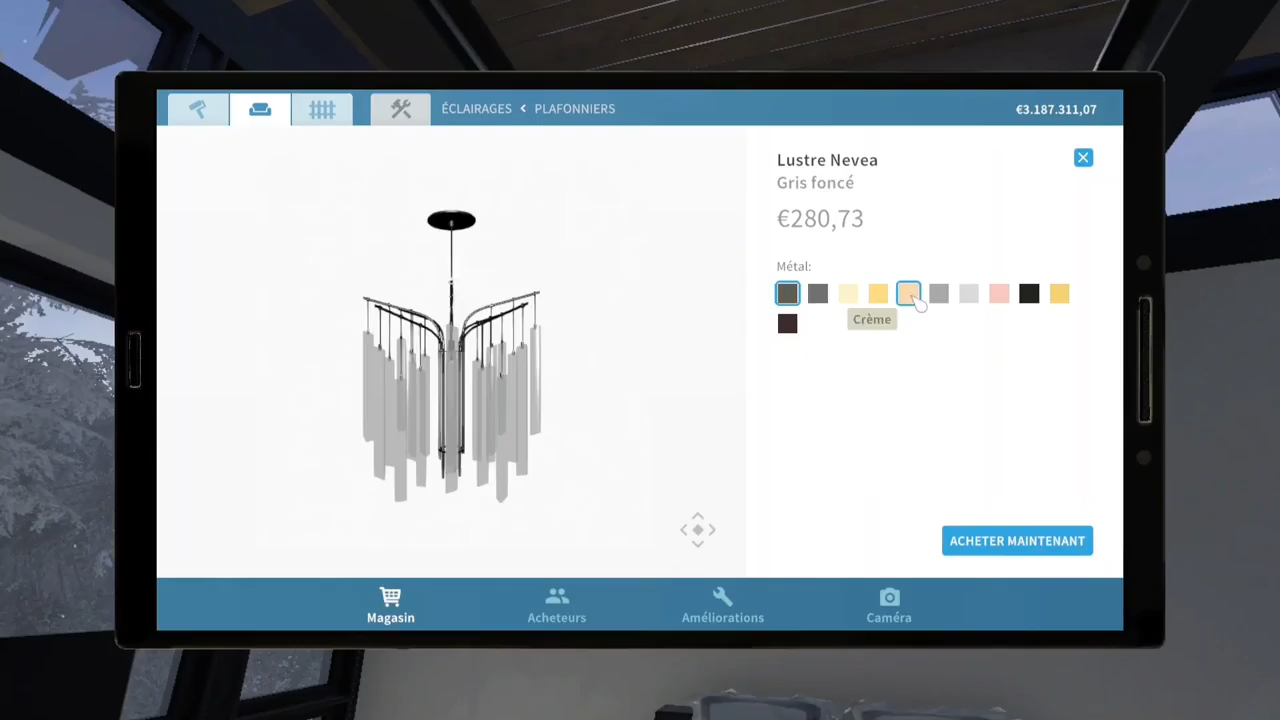 ÉCLAIRAGES < PLAFONNIERS
€3.187.311,07
Lustre Nevea
Gris foncé
€280,73
Métal:
Crème
ACHETER MAINTENANT
Magasin
Acheteurs
Améliorations
Caméra